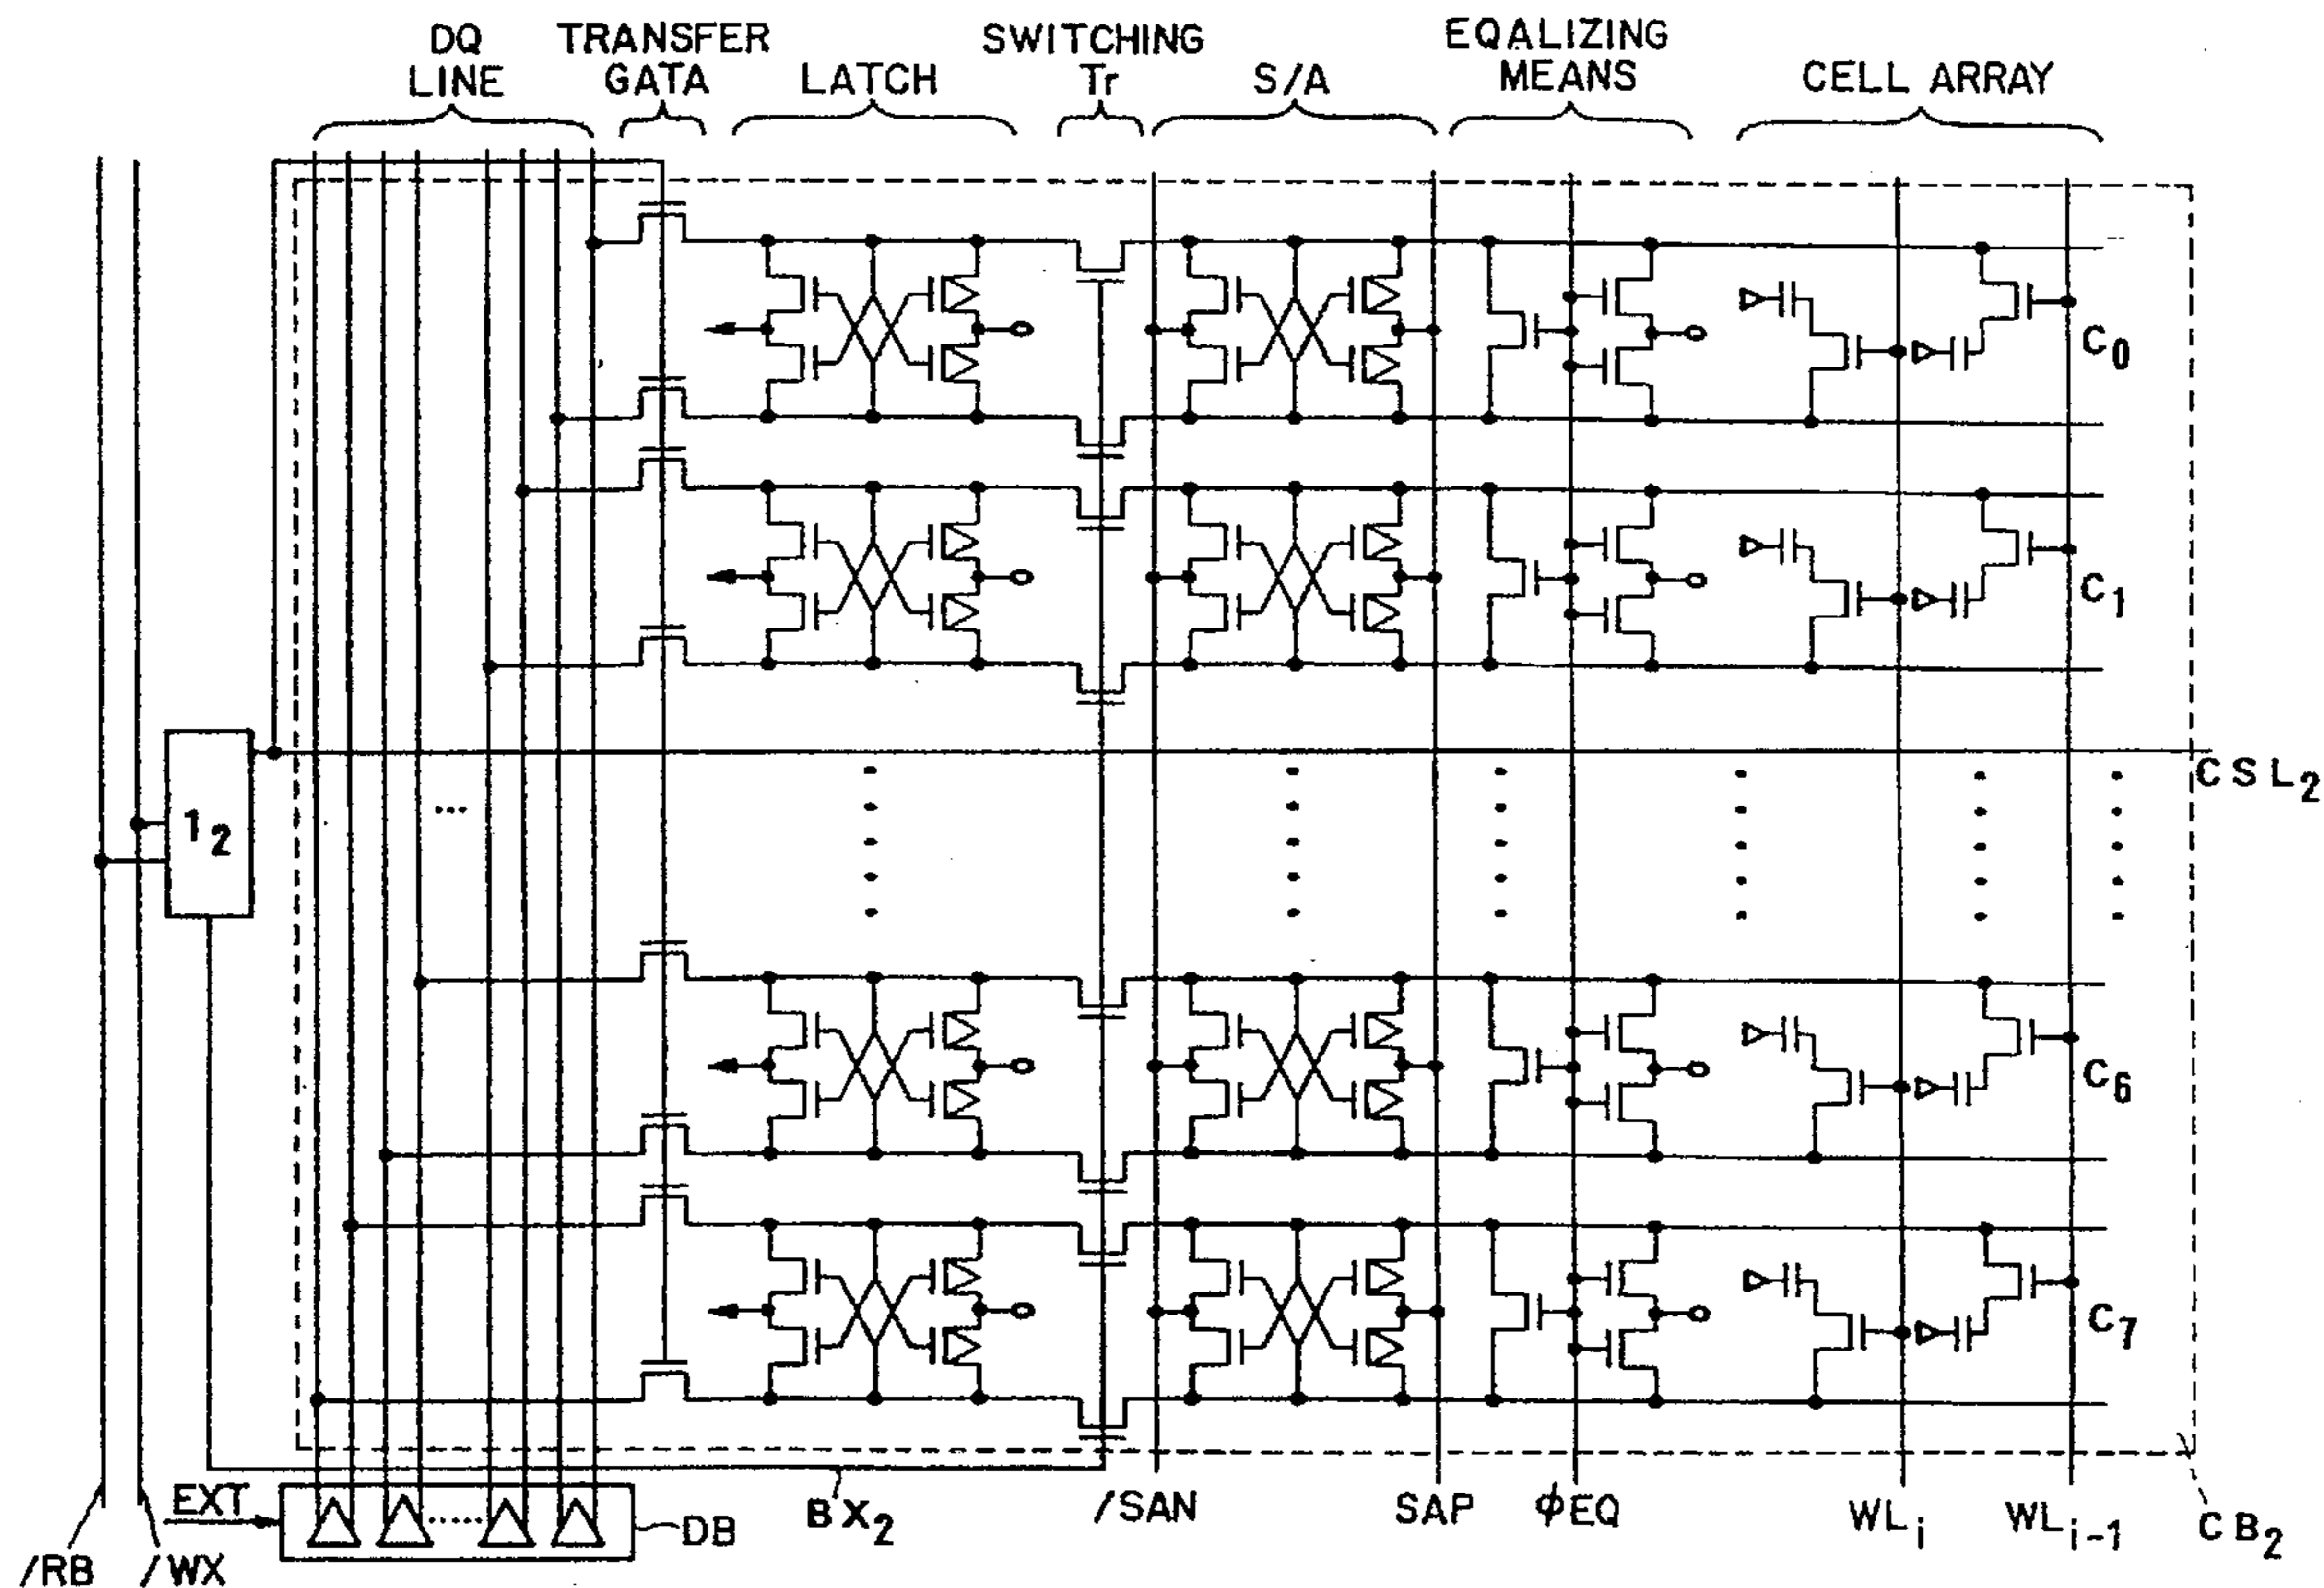 DQ
LINE
TRANSFER
GATA
LATCH
SWITCHING
Tr
S/A
EQALIZING
MEANS
CELL ARRAY
C₀
C₁
CSL₂
1₂
C₆
C₇
EXT
DB
BX₂
/SAN
SAP
ϕEQ
WLᵢ
WLᵢ₋₁
CB₂
/RB
/WX